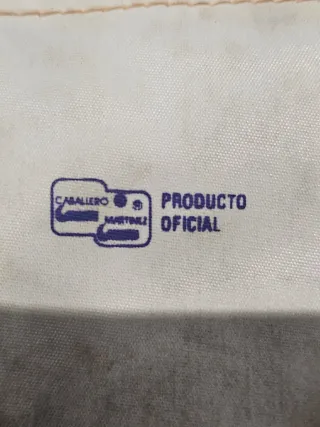 CABALLERO
MARTINEZ
PRODUCTO
OFICIAL